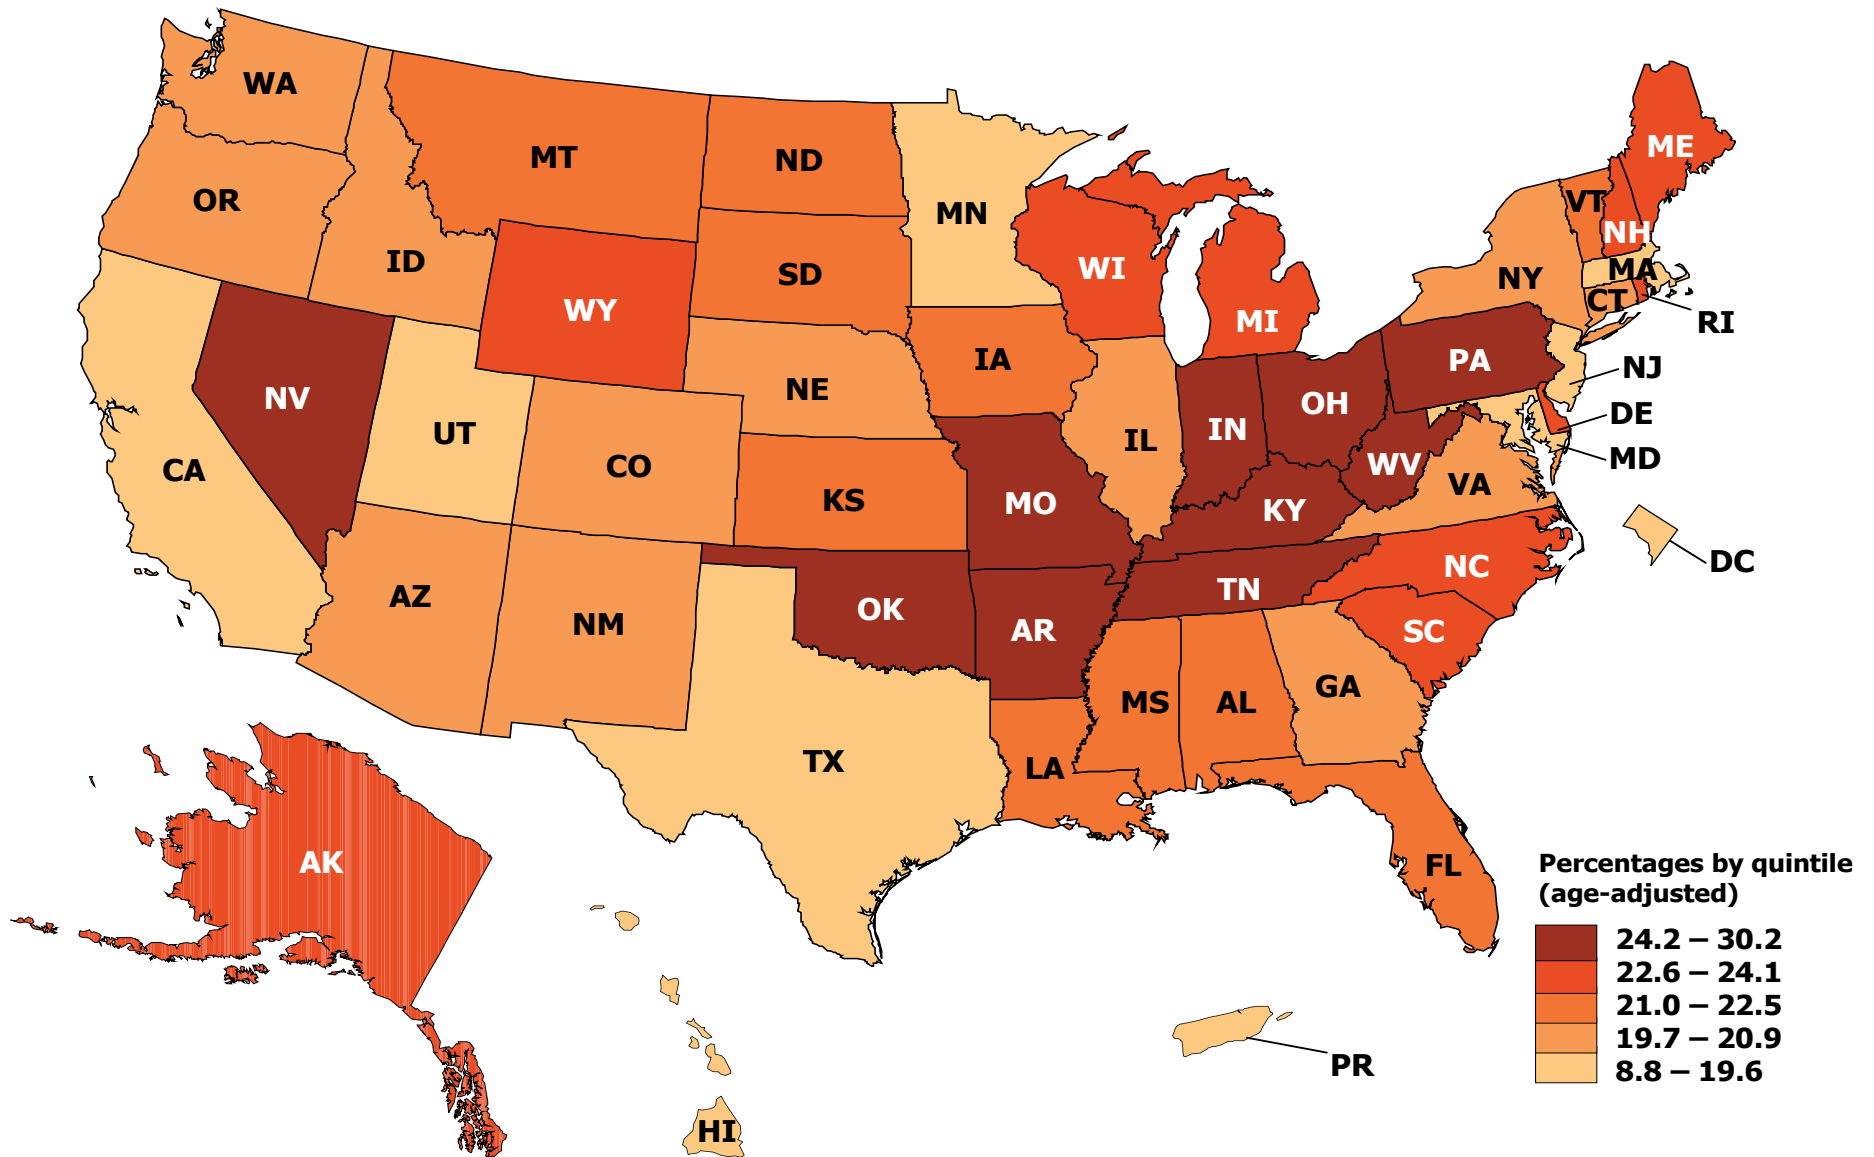 WA
MT
ND
ME
OR
VT
MN
NH
ID
SD
WI
MA
NY
WY
CT
MI
RI
IA
PA
NJ
NV
NE
OH
DE
UT
IN
IL
MD
CO
WV
CA
VA
KS
MO
KY
DC
NC
AZ
TN
OK
NM
AR
SC
GA
MS
AL
TX
LA
AK
FL
Percentages by quintile
(age-adjusted)
24.2 – 30.2
22.6 – 24.1
21.0 – 22.5
19.7 – 20.9
8.8 – 19.6
PR
HI